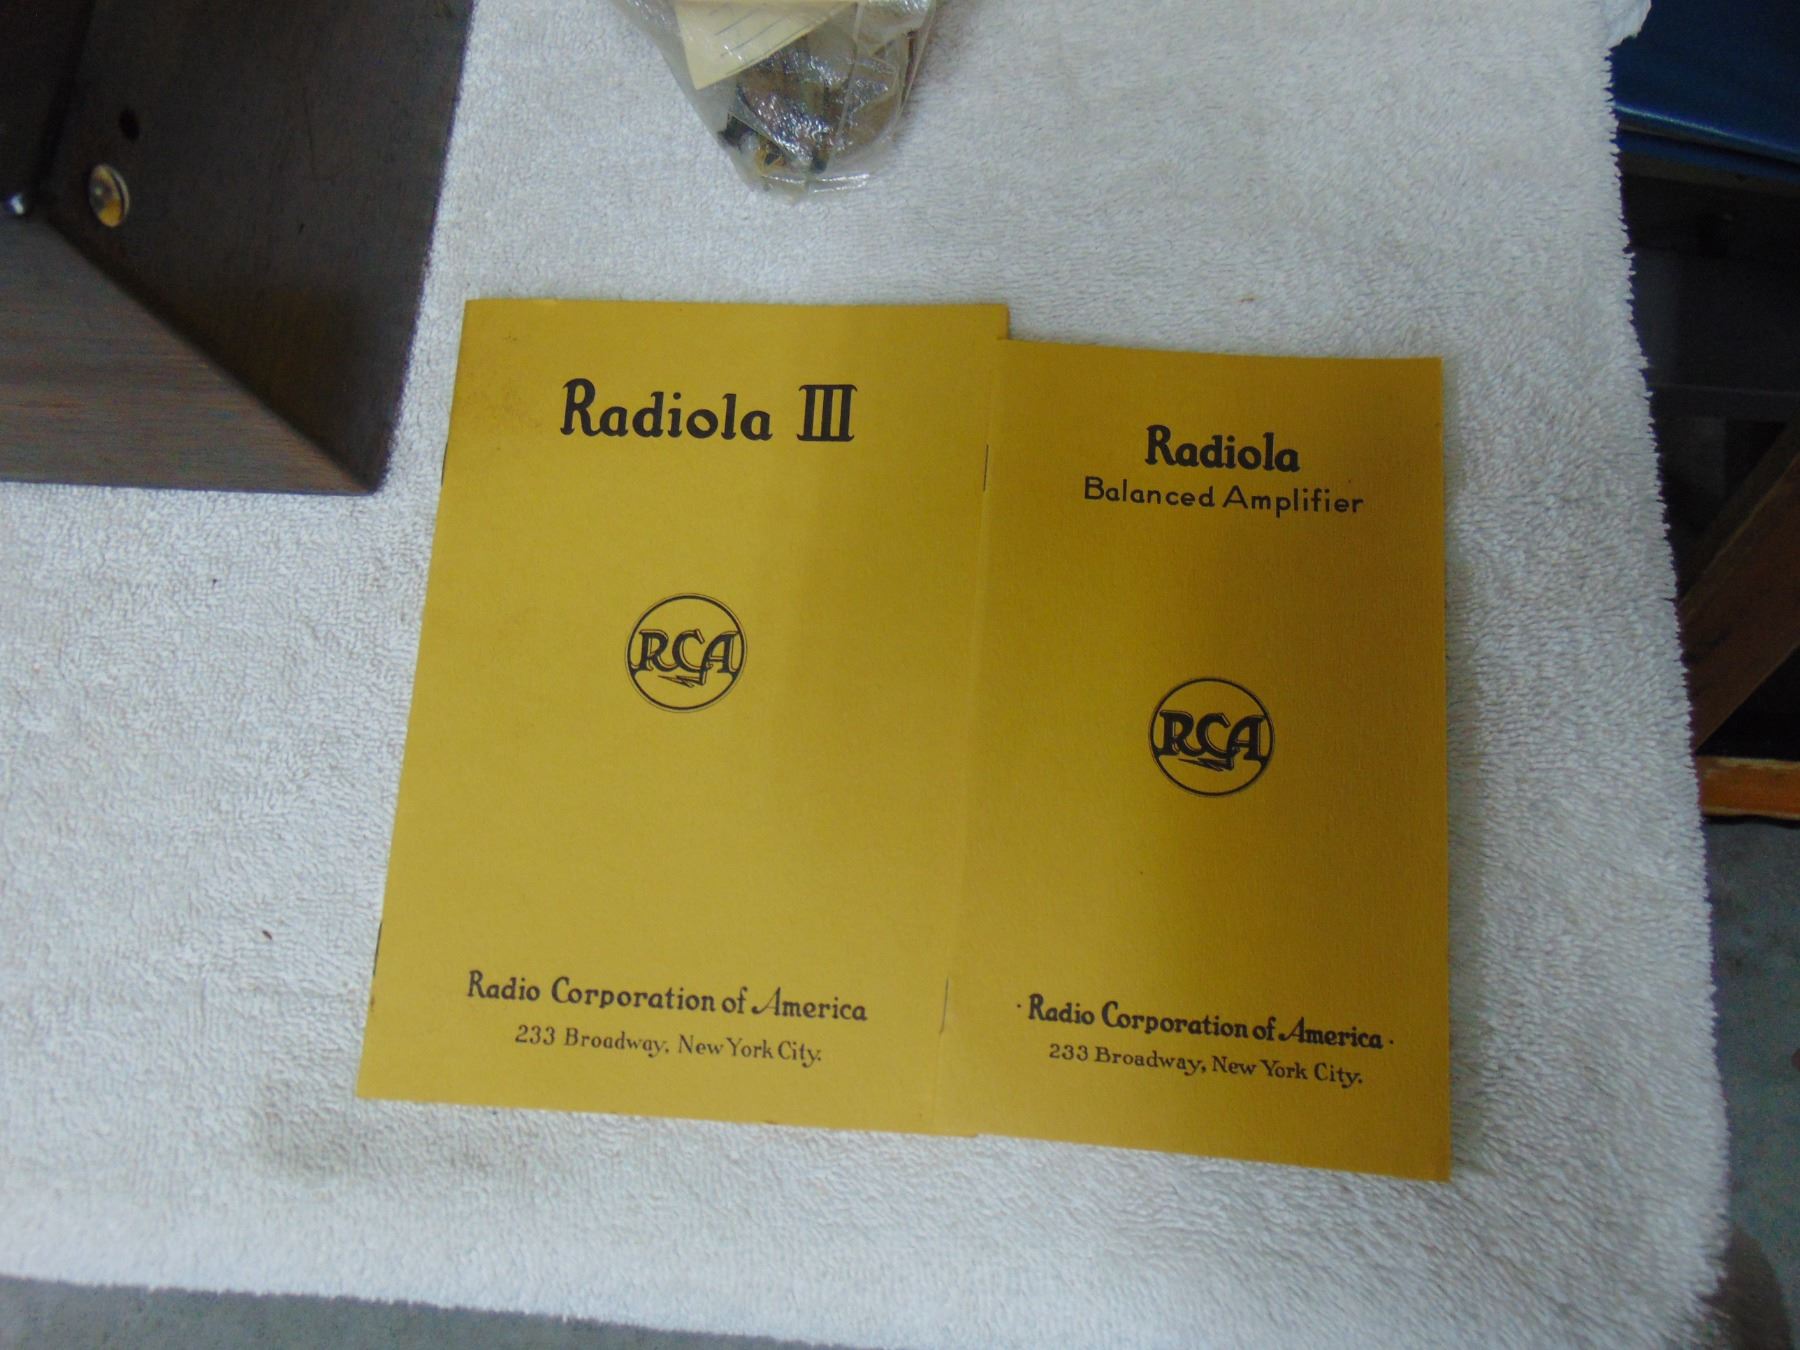 Radiola III
RCA
Radio Corporation of America
233 Broadway, New York City.
Radiola
Balanced Amplifier
RCA
· Radio Corporation of America ·
233 Broadway, New York City.